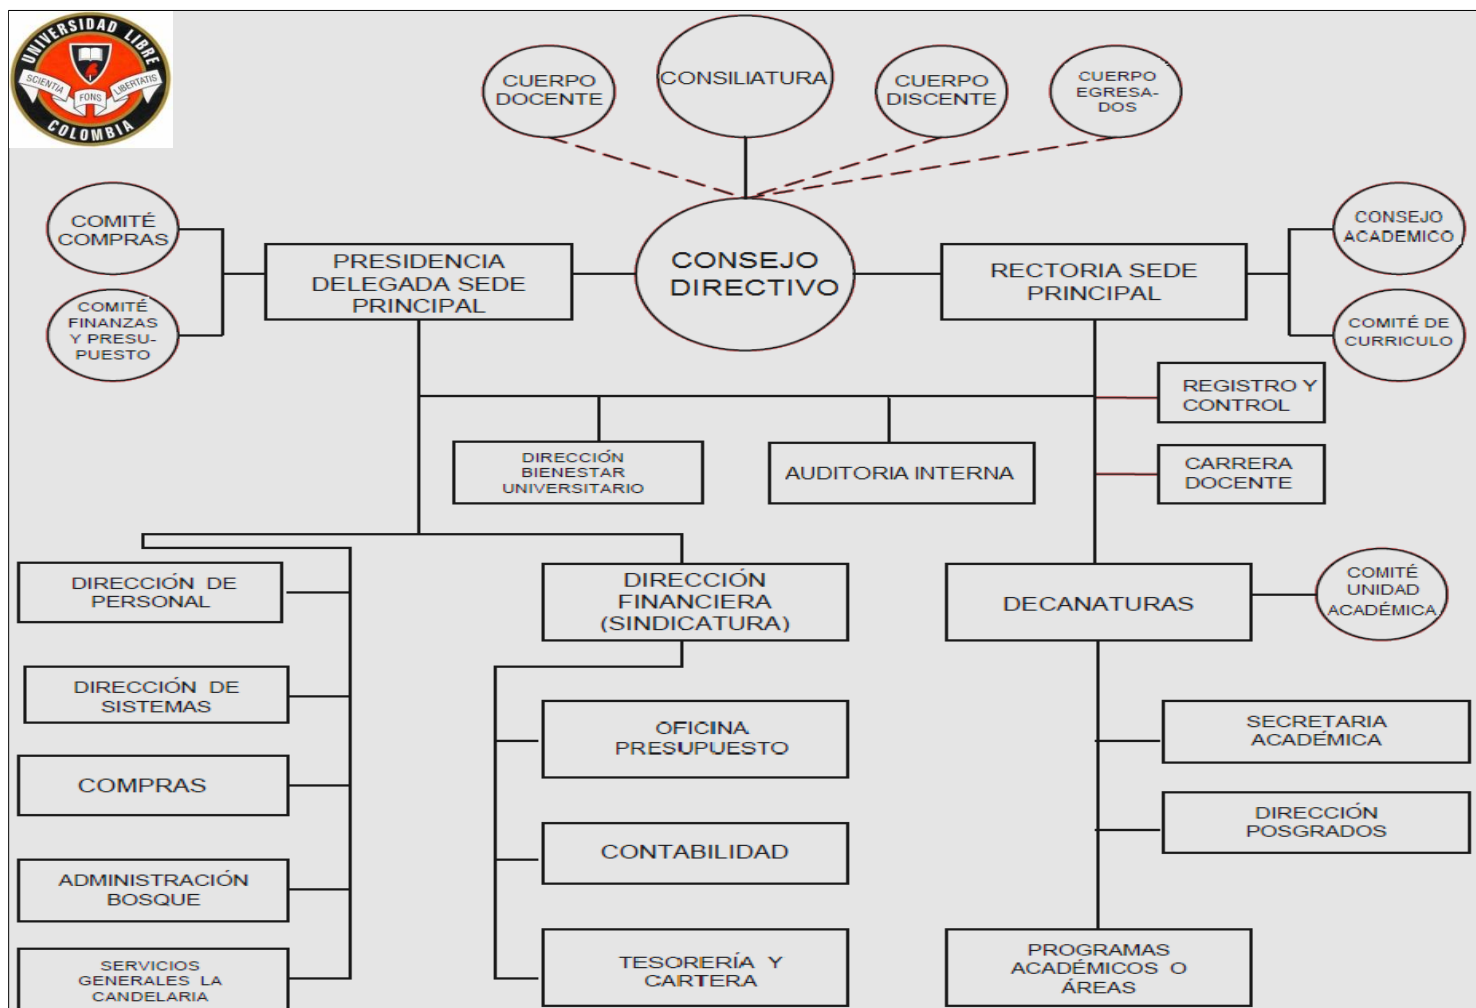 UNIVERSIDAD LIBRE
SCIENTIA
FONS
LIBERTATIS
COLOMBIA
CUERPO
DOCENTE
CONSILIATURA
CUERPO
DISCENTE
CUERPO
EGRESA-
DOS
COMITÉ
COMPRAS
COMITÉ
FINANZAS
Y PRESU-
PUESTO
PRESIDENCIA
DELEGADA SEDE
PRINCIPAL
CONSEJO
DIRECTIVO
RECTORIA SEDE
PRINCIPAL
CONSEJO
ACADEMICO
COMITÉ DE
CURRICULO
REGISTRO Y
CONTROL
DIRECCIÓN
BIENESTAR
UNIVERSITARIO
AUDITORIA INTERNA
CARRERA
DOCENTE
DIRECCIÓN DE
PERSONAL
DIRECCIÓN
FINANCIERA
(SINDICATURA)
DECANATURAS
COMITÉ
UNIDAD
ACADÉMICA
DIRECCIÓN DE
SISTEMAS
OFICINA
PRESUPUESTO
SECRETARIA
ACADÉMICA
COMPRAS
CONTABILIDAD
DIRECCIÓN
POSGRADOS
ADMINISTRACIÓN
BOSQUE
SERVICIOS
GENERALES LA
CANDELARIA
TESORERÍA Y
CARTERA
PROGRAMAS
ACADÉMICOS O
ÁREAS